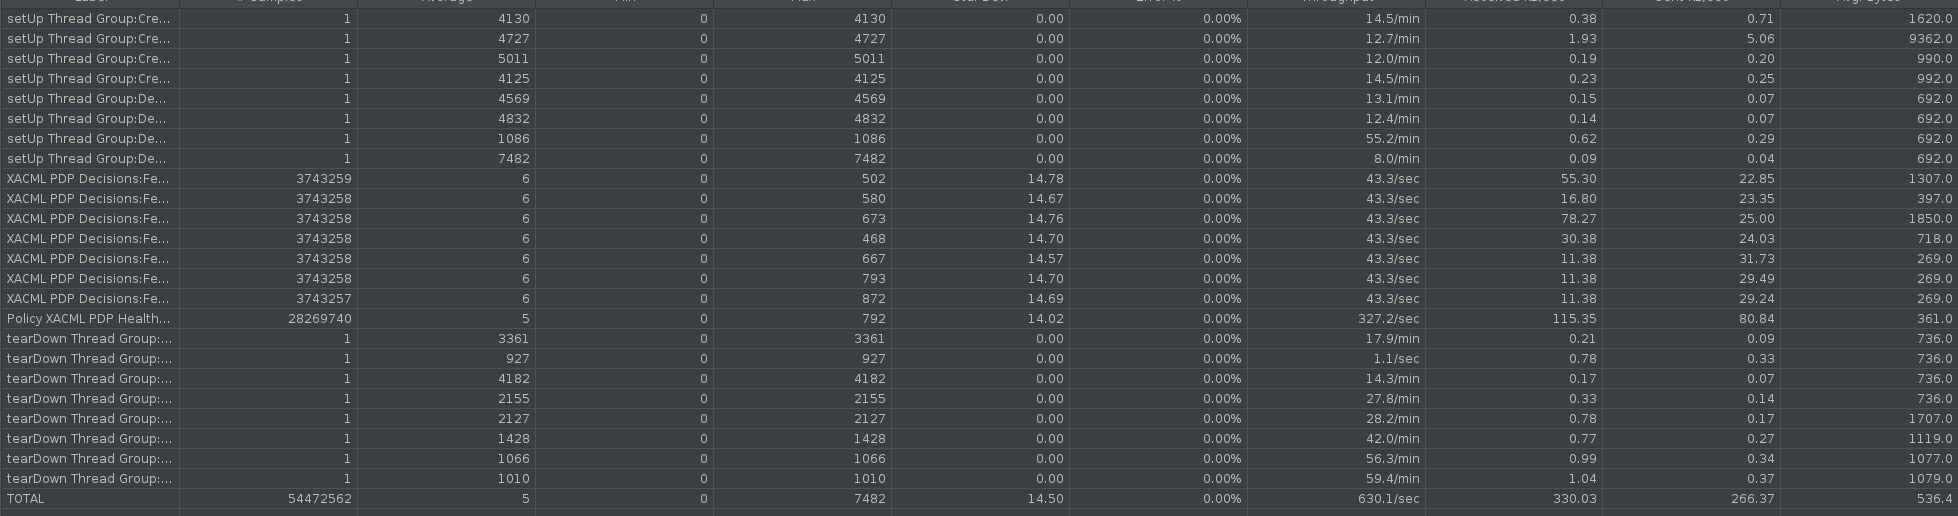 Label # Samples Average Min Max Std. Dev. Error % Throughput Received KB/sec Sent KB/sec Avg. Bytes
setUp Thread Group:Cre... 1 4130 0 4130 0.00 0.00% 14.5/min 0.38 0.71 1620.0
setUp Thread Group:Cre... 1 4727 0 4727 0.00 0.00% 12.7/min 1.93 5.06 9362.0
setUp Thread Group:Cre... 1 5011 0 5011 0.00 0.00% 12.0/min 0.19 0.20 990.0
setUp Thread Group:Cre... 1 4125 0 4125 0.00 0.00% 14.5/min 0.23 0.25 992.0
setUp Thread Group:De... 1 4569 0 4569 0.00 0.00% 13.1/min 0.15 0.07 692.0
setUp Thread Group:De... 1 4832 0 4832 0.00 0.00% 12.4/min 0.14 0.07 692.0
setUp Thread Group:De... 1 1086 0 1086 0.00 0.00% 55.2/min 0.62 0.29 692.0
setUp Thread Group:De... 1 7482 0 7482 0.00 0.00% 8.0/min 0.09 0.04 692.0
XACML PDP Decisions:Fe... 3743259 6 0 502 14.78 0.00% 43.3/sec 55.30 22.85 1307.0
XACML PDP Decisions:Fe... 3743258 6 0 580 14.67 0.00% 43.3/sec 16.80 23.35 397.0
XACML PDP Decisions:Fe... 3743258 6 0 673 14.76 0.00% 43.3/sec 78.27 25.00 1850.0
XACML PDP Decisions:Fe... 3743258 6 0 468 14.70 0.00% 43.3/sec 30.38 24.03 718.0
XACML PDP Decisions:Fe... 3743258 6 0 667 14.57 0.00% 43.3/sec 11.38 31.73 269.0
XACML PDP Decisions:Fe... 3743258 6 0 793 14.70 0.00% 43.3/sec 11.38 29.49 269.0
XACML PDP Decisions:Fe... 3743257 6 0 872 14.69 0.00% 43.3/sec 11.38 29.24 269.0
Policy XACML PDP Health... 28269740 5 0 792 14.02 0.00% 327.2/sec 115.35 80.84 361.0
tearDown Thread Group:... 1 3361 0 3361 0.00 0.00% 17.9/min 0.21 0.09 736.0
tearDown Thread Group:... 1 927 0 927 0.00 0.00% 1.1/sec 0.78 0.33 736.0
tearDown Thread Group:... 1 4182 0 4182 0.00 0.00% 14.3/min 0.17 0.07 736.0
tearDown Thread Group:... 1 2155 0 2155 0.00 0.00% 27.8/min 0.33 0.14 736.0
tearDown Thread Group:... 1 2127 0 2127 0.00 0.00% 28.2/min 0.78 0.17 1707.0
tearDown Thread Group:... 1 1428 0 1428 0.00 0.00% 42.0/min 0.77 0.27 1119.0
tearDown Thread Group:... 1 1066 0 1066 0.00 0.00% 56.3/min 0.99 0.34 1077.0
tearDown Thread Group:... 1 1010 0 1010 0.00 0.00% 59.4/min 1.04 0.37 1079.0
TOTAL 54472562 5 0 7482 14.50 0.00% 630.1/sec 330.03 266.37 536.4